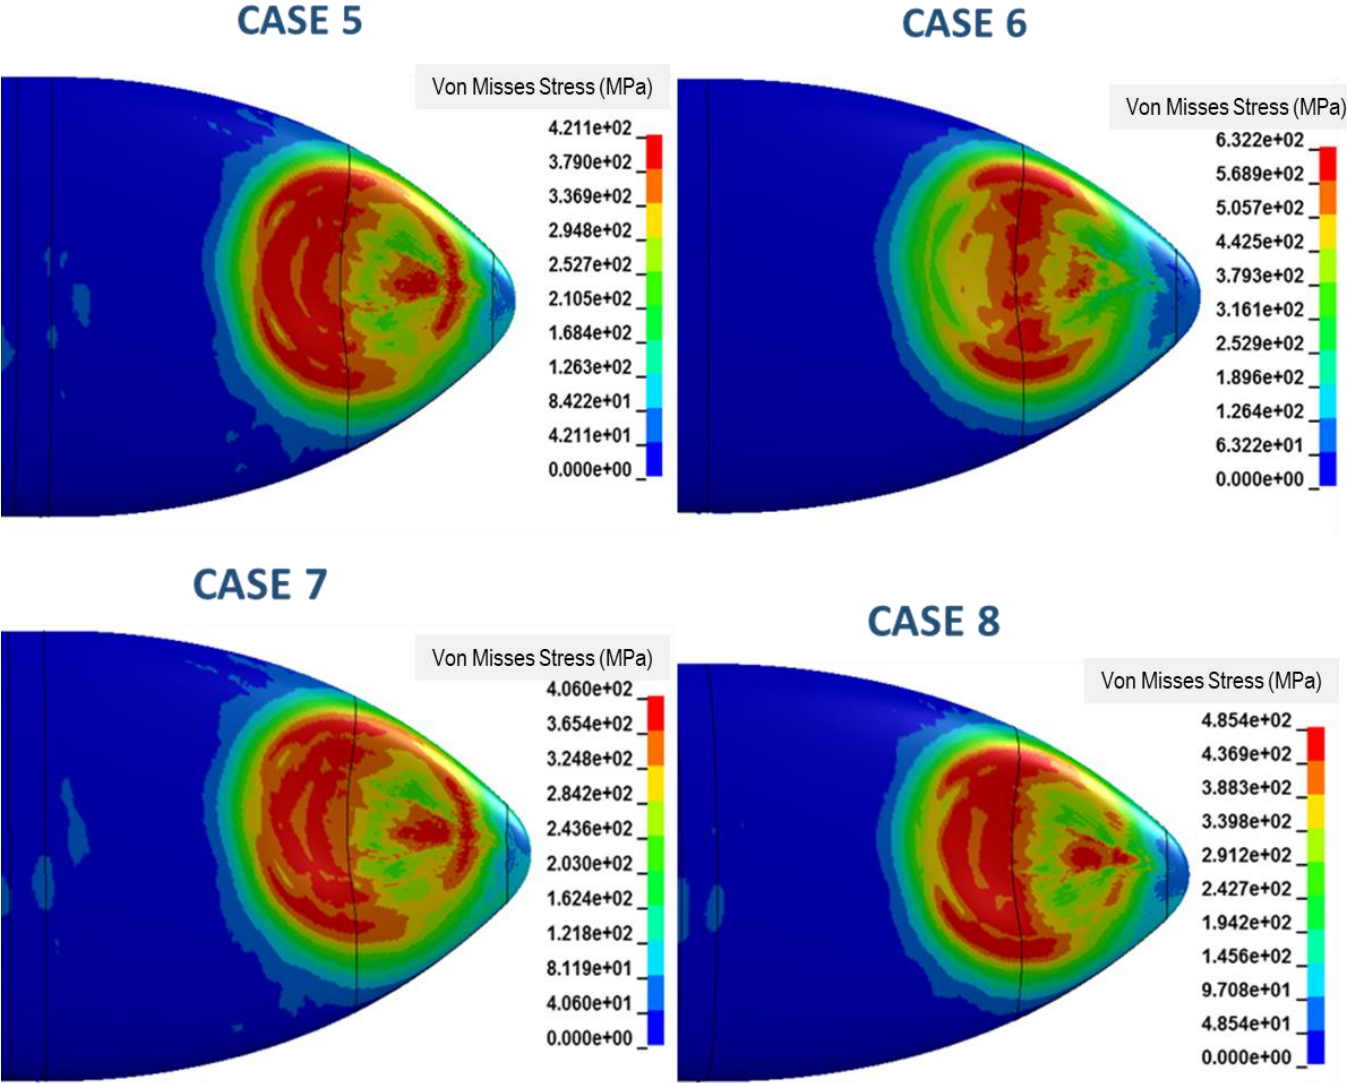 CASE 5
Von Misses Stress (MPa)
4.211e+02
3.790e+02
3.369e+02
2.948e+02
2.527e+02
2.105e+02
1.684e+02
1.263e+02
8.422e+01
4.211e+01
0.000e+00
CASE 6
Von Misses Stress (MPa)
6.322e+02
5.689e+02
5.057e+02
4.425e+02
3.793e+02
3.161e+02
2.529e+02
1.896e+02
1.264e+02
6.322e+01
0.000e+00
CASE 7
Von Misses Stress (MPa)
4.060e+02
3.654e+02
3.248e+02
2.842e+02
2.436e+02
2.030e+02
1.624e+02
1.218e+02
8.119e+01
4.060e+01
0.000e+00
CASE 8
Von Misses Stress (MPa)
4.854e+02
4.369e+02
3.883e+02
3.398e+02
2.912e+02
2.427e+02
1.942e+02
1.456e+02
9.708e+01
4.854e+01
0.000e+00